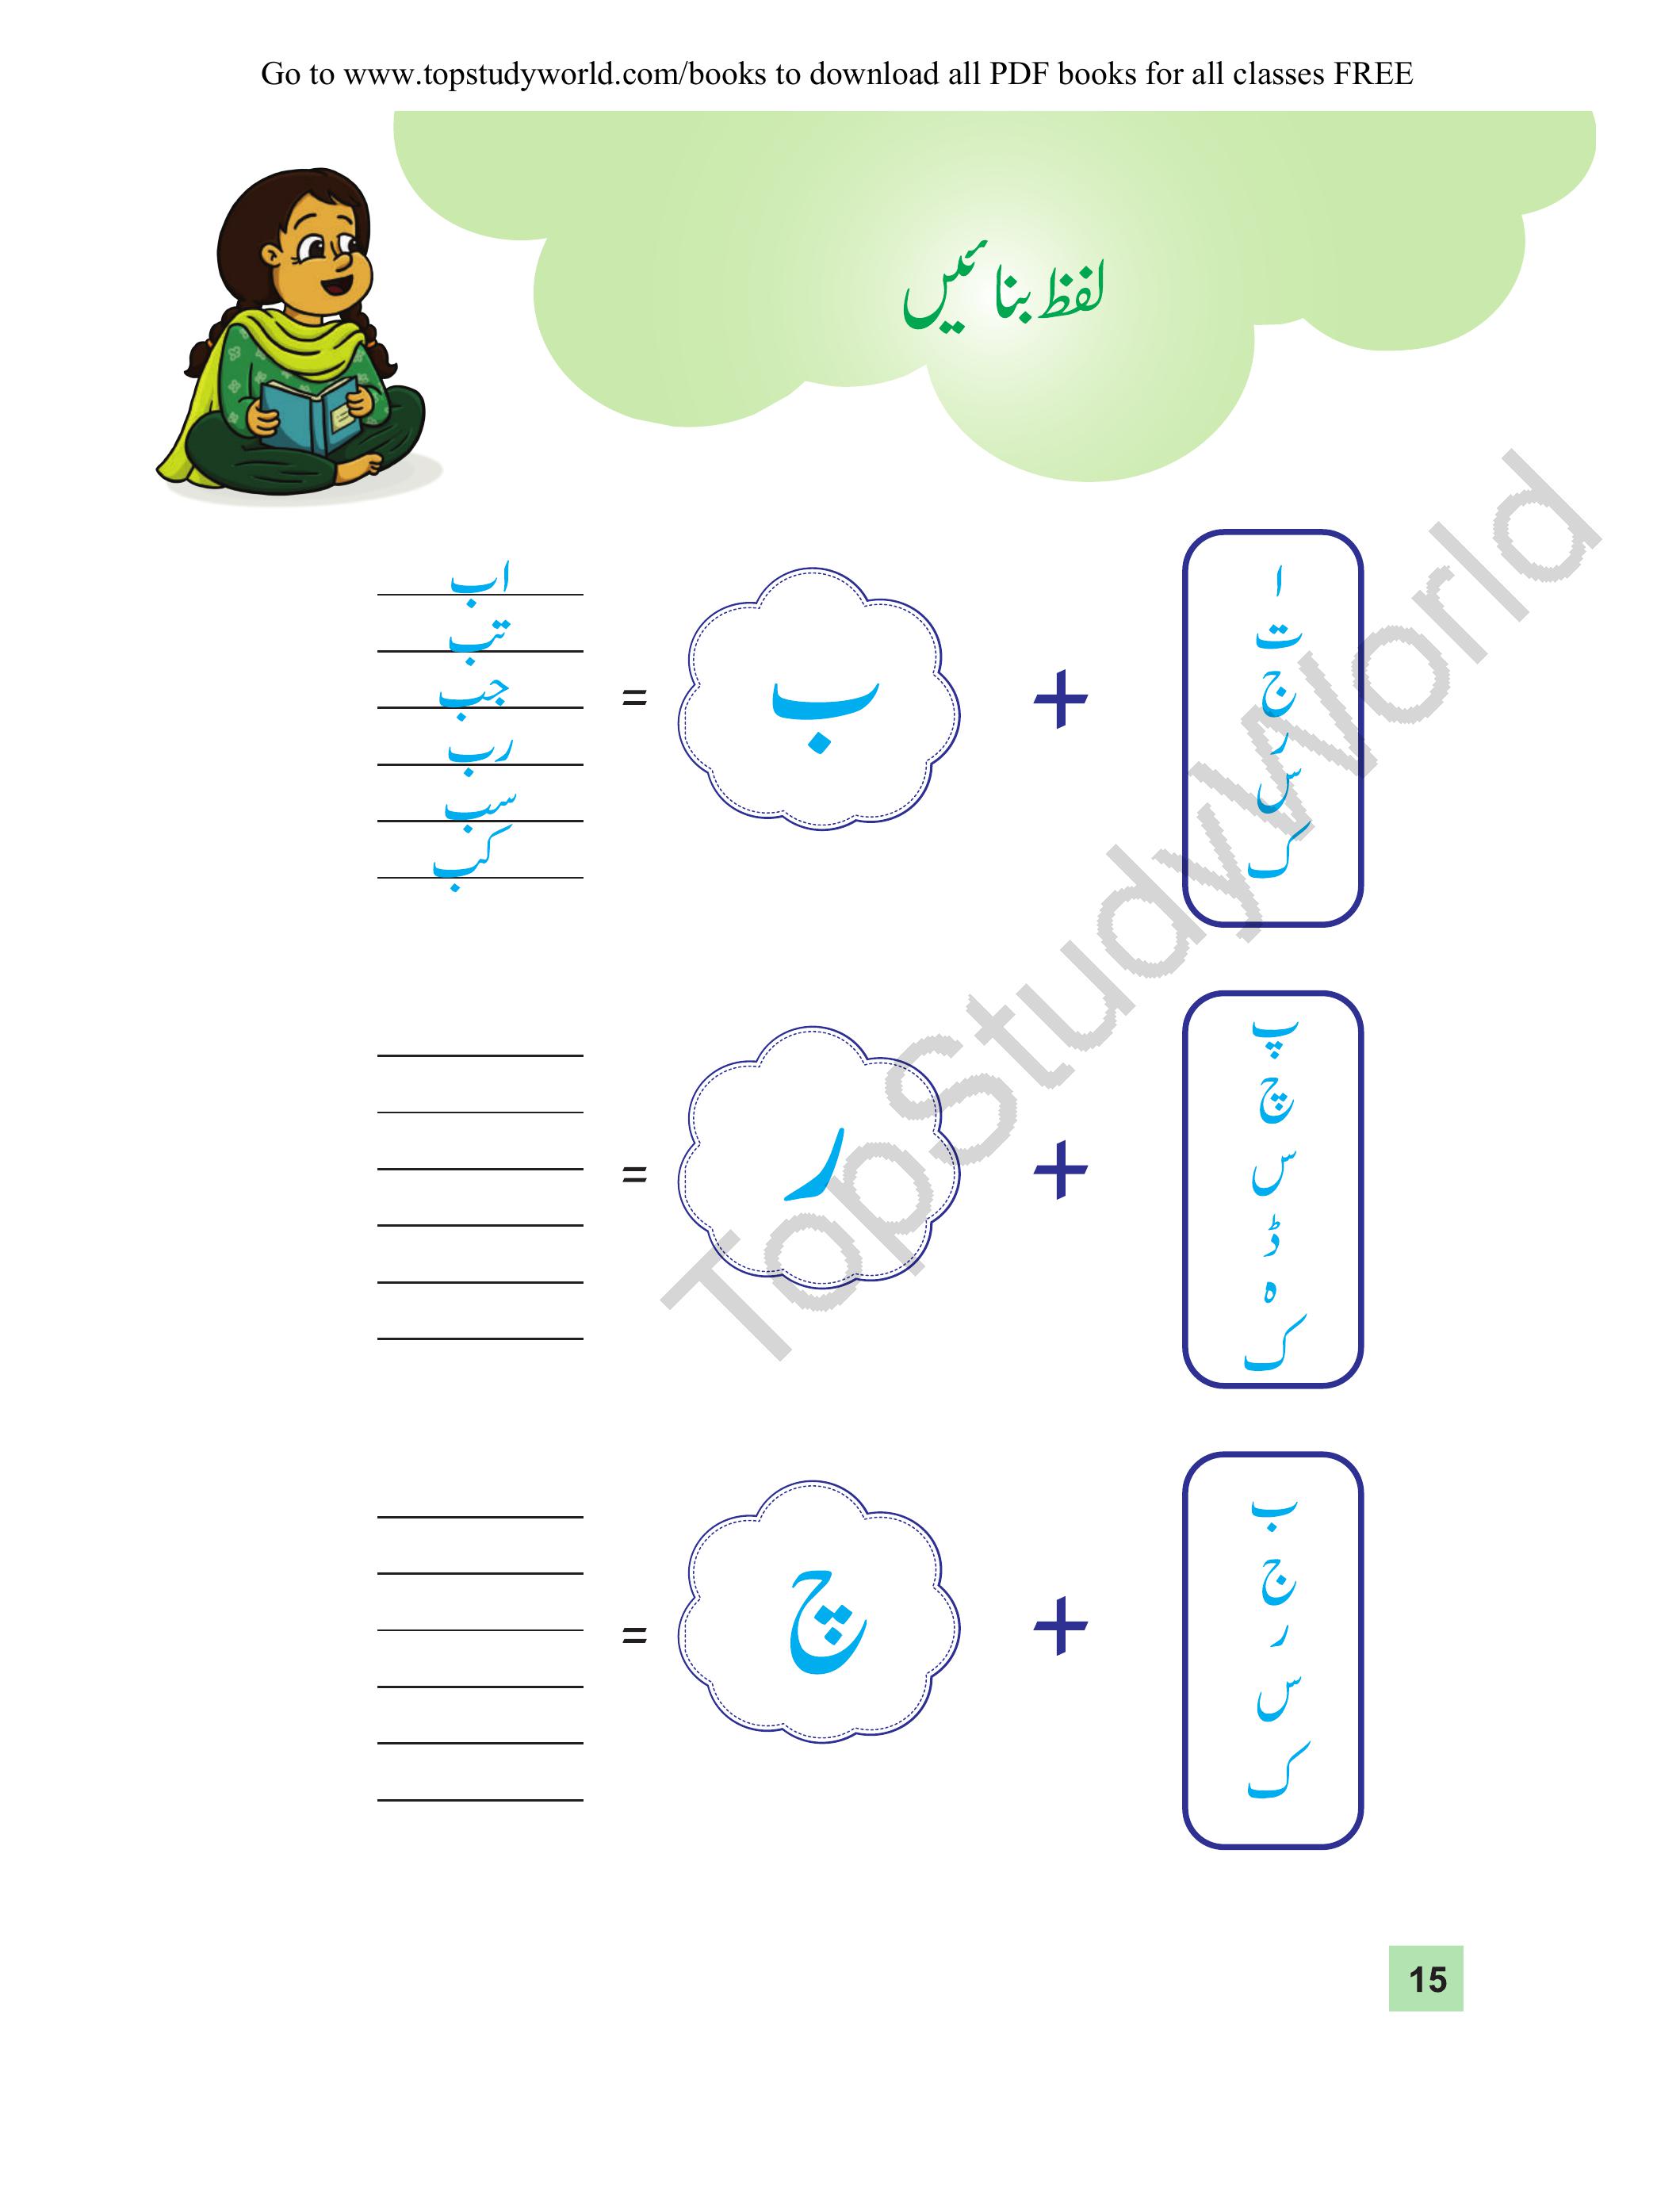 Go to www.topstudyworld.com/books to download all PDF books for all classes FREE
لفظ بنائیں
ا
ت
ج
ر
س
ک
+
ب
=
اب
تب
جب
رب
سب
کب
پ
چ
س
ڈ
ہ
ک
+
ر
=
ب
ج
ر
س
ک
+
چ
=
TopStudyWorld
15